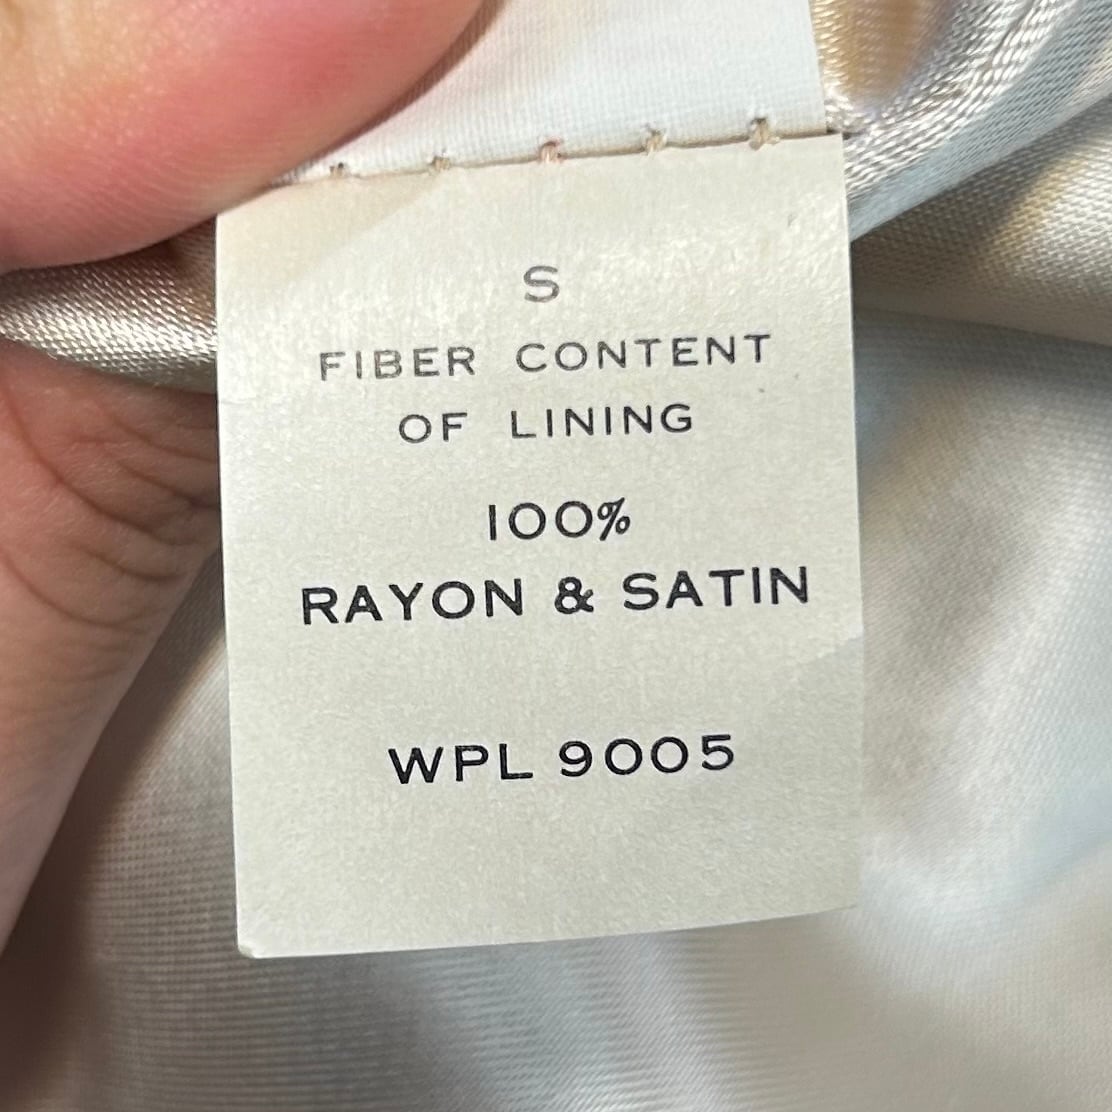 S
FIBER CONTENT
OF LINING
100%
RAYON & SATIN
WPL 9005